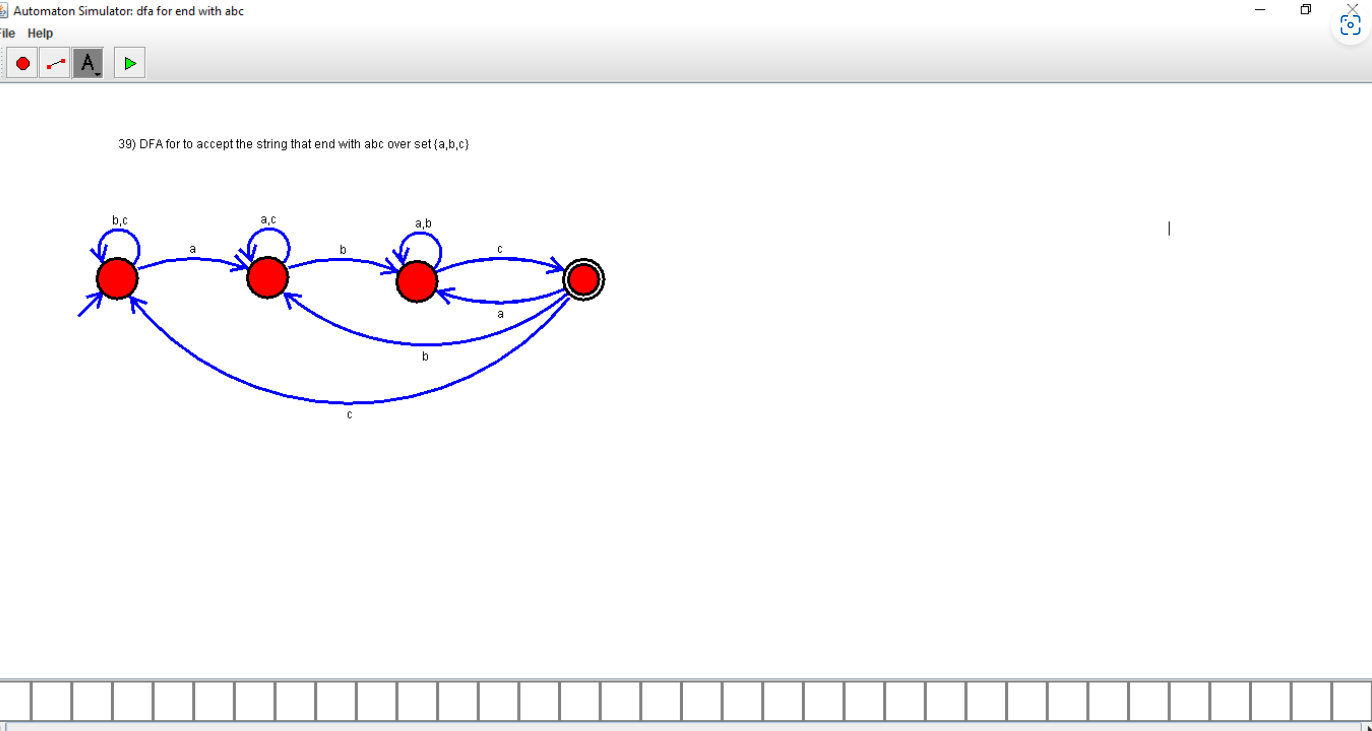 Automaton Simulator: dfa for end with abc
File Help
A
39) DFA for to accept the string that end with abc over set {a,b,c}
b,c
a
a,c
b
a,b
c
a
b
c